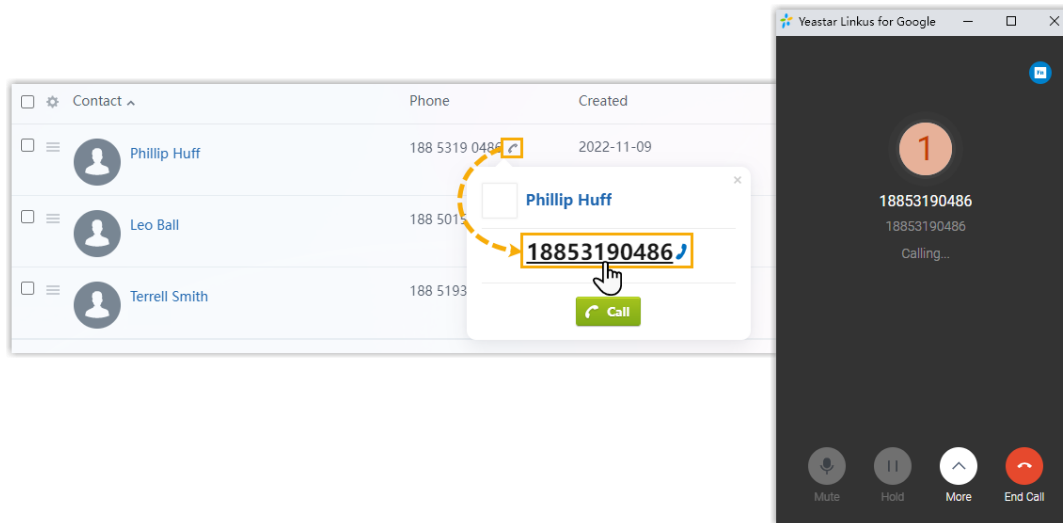 Yeastar Linkus for Google
Contact Phone Created
Phillip Huff 188 5319 0486 2022-11-09
Phillip Huff
18853190486
Call
Leo Ball 188 5015
Terrell Smith 188 5193
1
18853190486
18853190486
Calling...
Mute Hold More End Call